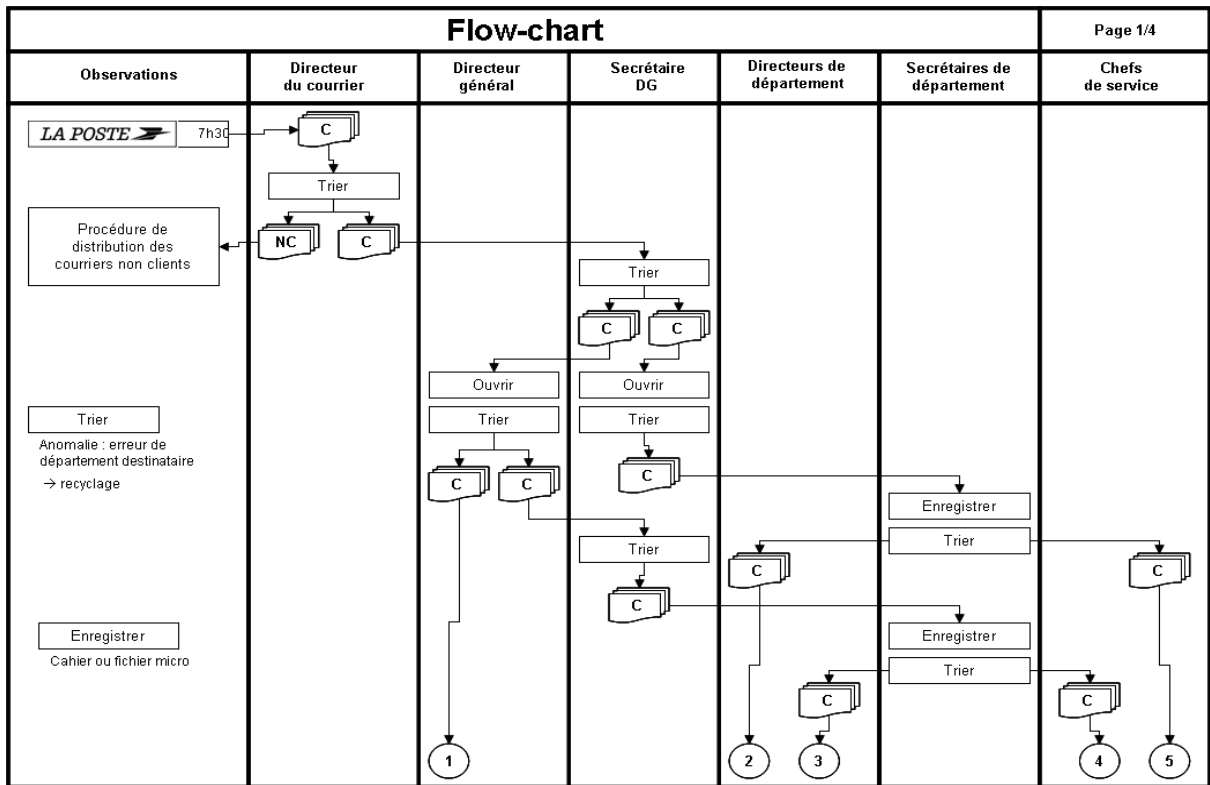 Flow-chart
Page 1/4
Observations
Directeur
du courrier
Directeur
général
Secrétaire
DG
Directeurs de
département
Secrétaires de
département
Chefs
de service
LA POSTE
7h30
C
Trier
Procédure de
distribution des
courriers non clients
NC
C
Trier
C
C
Ouvrir
Ouvrir
Trier
Trier
Trier
Anomalie : erreur de
département destinataire
→ recyclage
C
C
C
Enregistrer
Trier
Trier
C
C
C
Enregistrer
Cahier ou fichier micro
Enregistrer
Trier
C
C
1
2
3
4
5